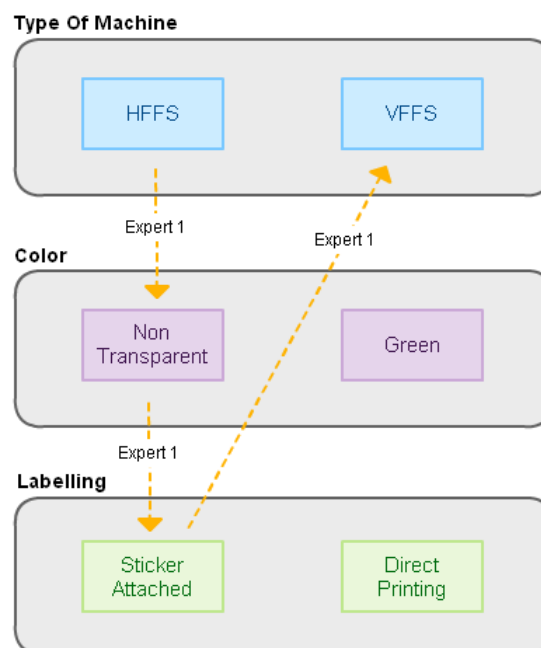 Type Of Machine
HFFS
VFFS
Expert 1
Expert 1
Color
Non
Transparent
Green
Expert 1
Labelling
Sticker
Attached
Direct
Printing